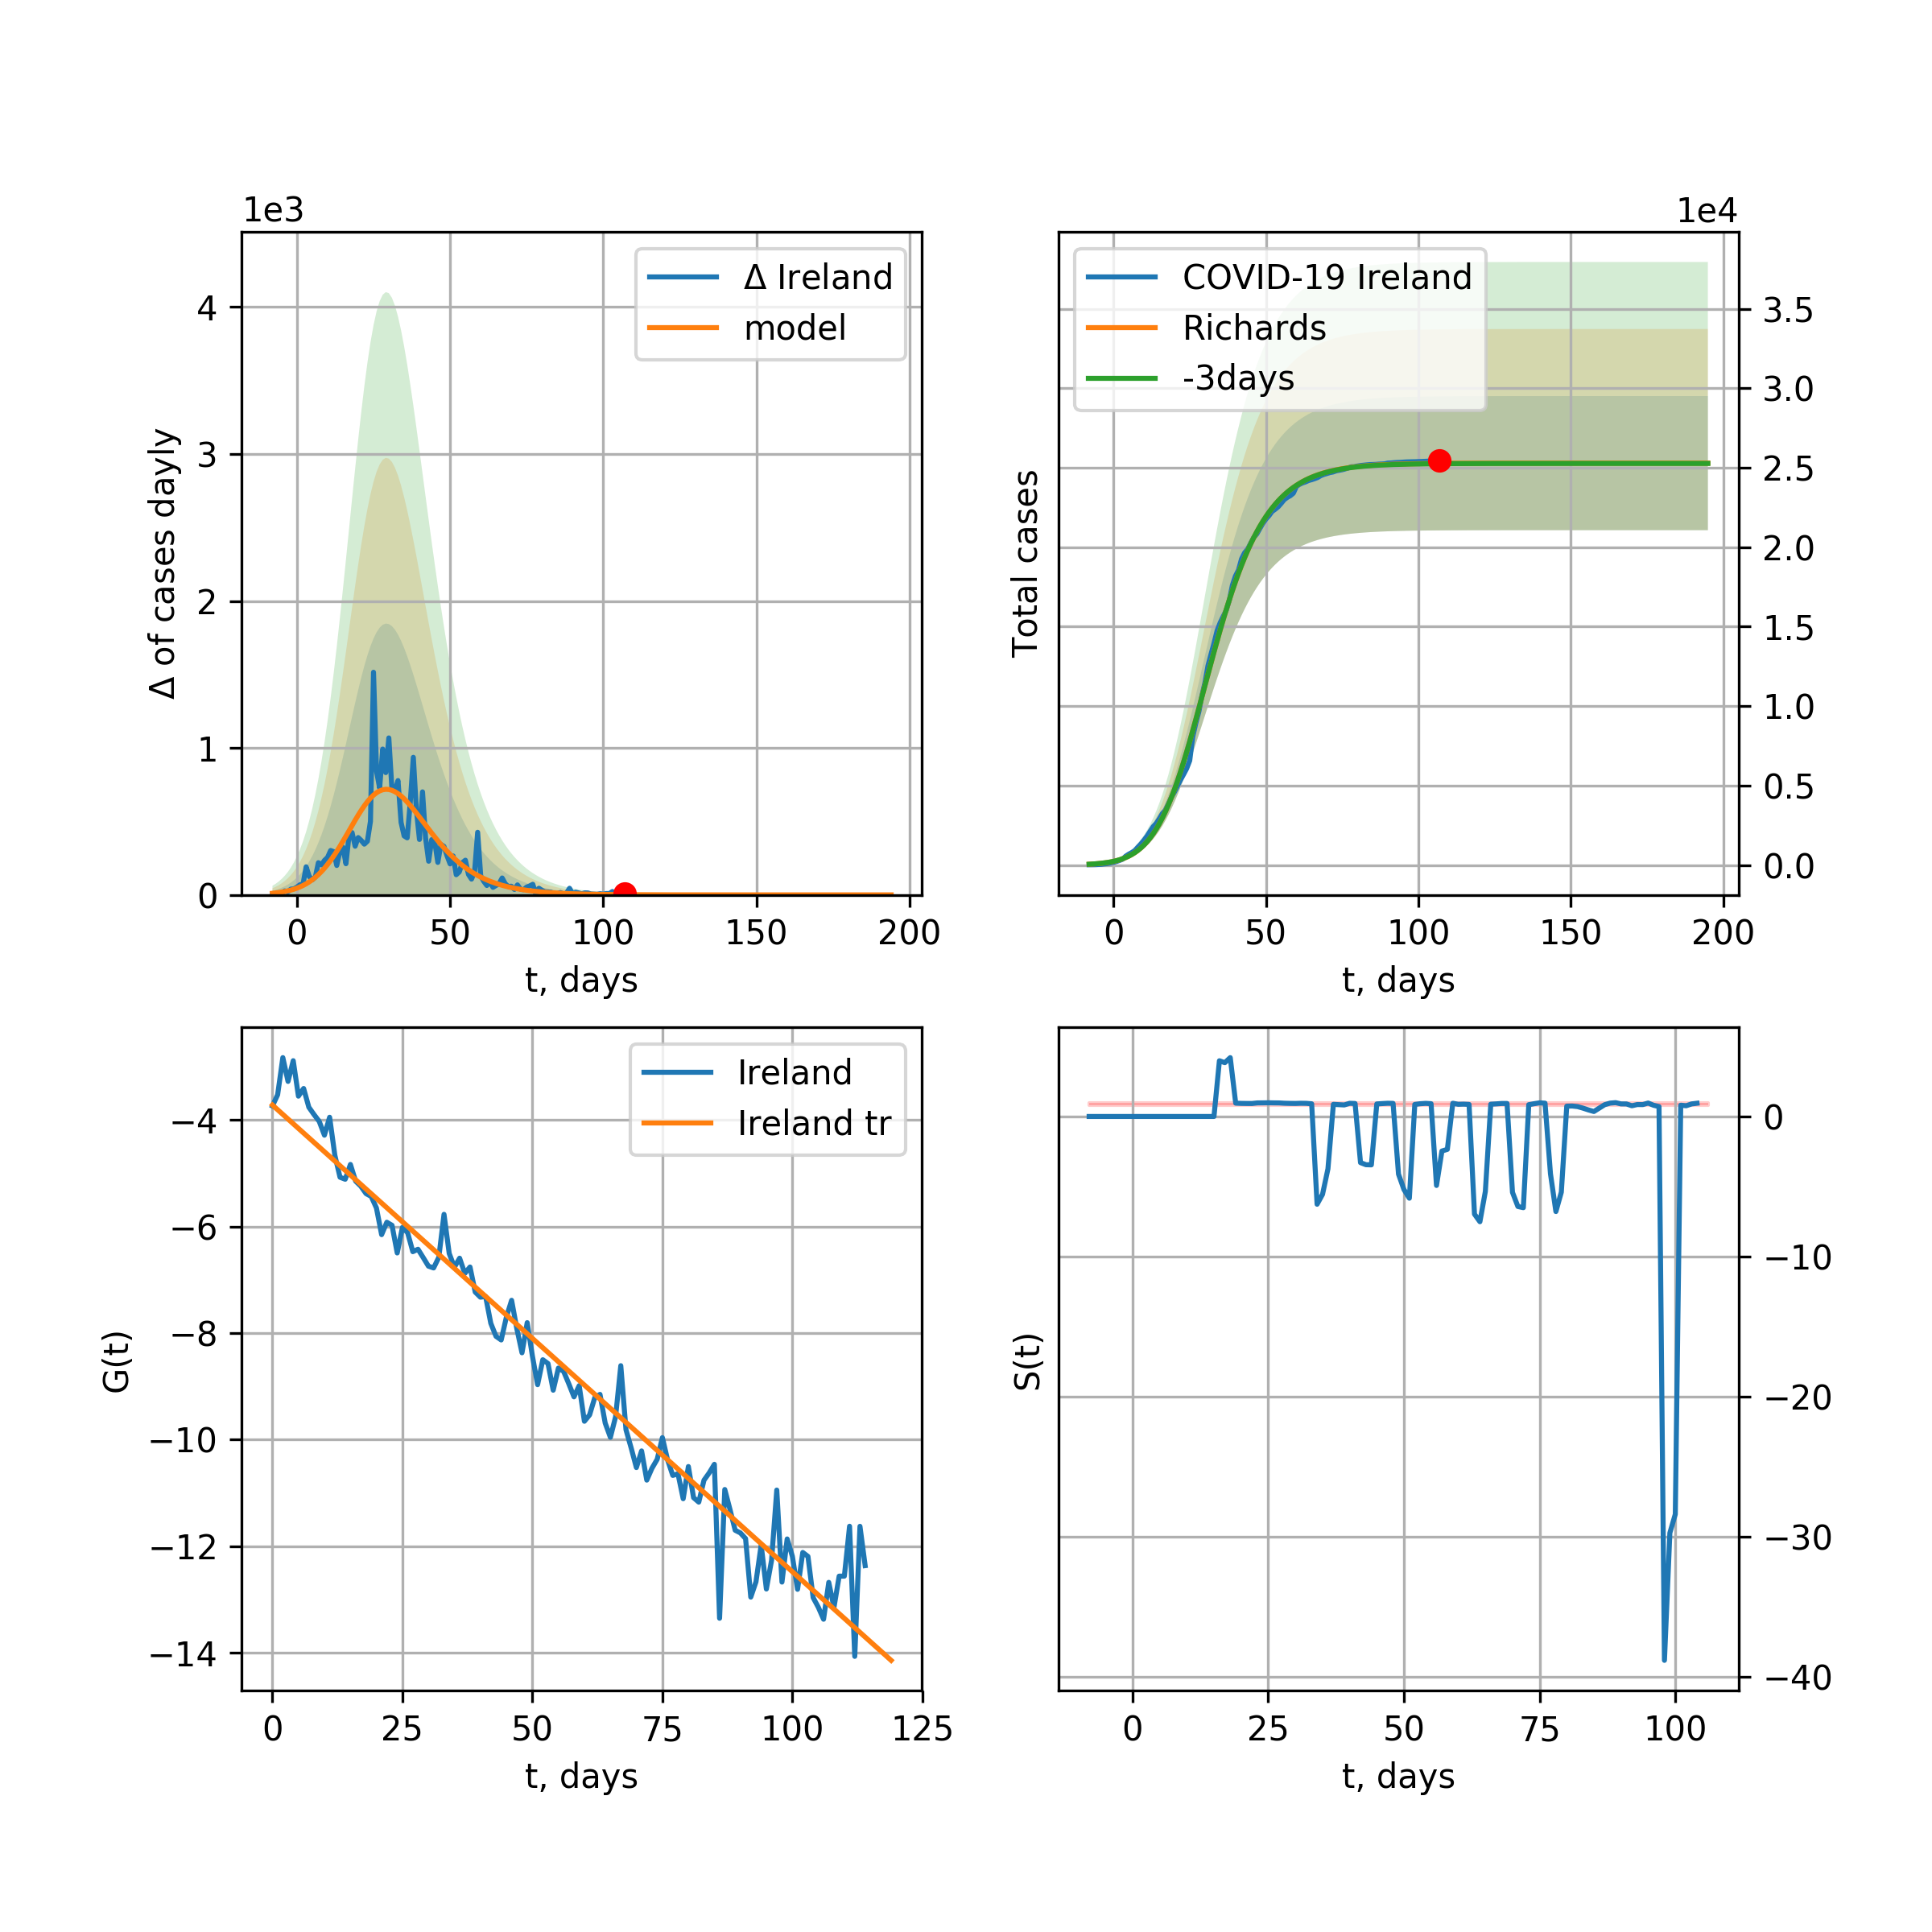 1e3
Δ of cases dayly
4
3
2
1
0
Δ Ireland
model
0 50 100 150 200
t, days
1e4
Total cases
COVID-19 Ireland
Richards
-3days
3.5
3.0
2.5
2.0
1.5
1.0
0.5
0.0
0 50 100 150 200
t, days
G(t)
−4
−6
−8
−10
−12
−14
Ireland
Ireland tr
0 25 50 75 100 125
t, days
S(t)
0
−10
−20
−30
−40
0 25 50 75 100
t, days